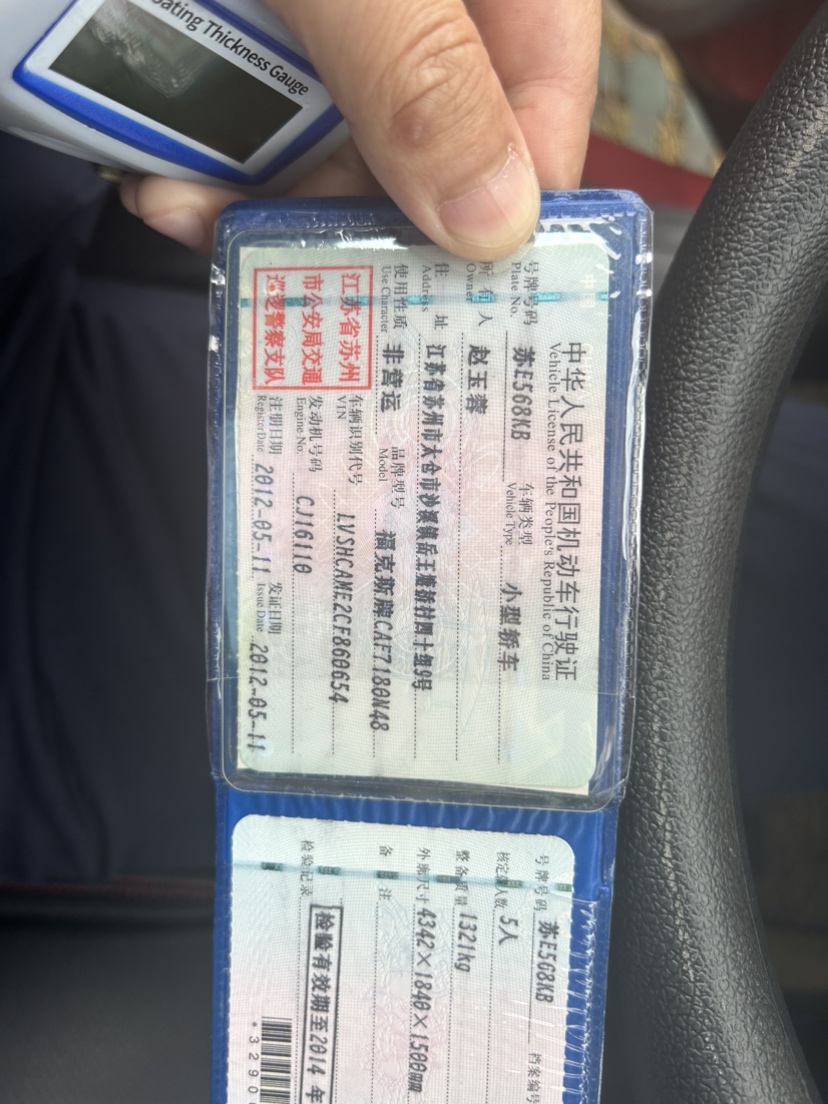 ating Thickness Gauge
中华人民共和国机动车行驶证
Vehicle License of the People's Republic of China
号牌号码 苏E568KB 车辆类型 小型轿车
Plate No. Vehicle Type
所有人 赵玉蓉
Owner
住址 江苏省苏州市太仓市沙溪镇岳王塘桥村四十组9号
Address
使用性质 非营运 品牌型号 福克斯牌CAF7180N48
Use Character Model
江苏省苏州
市公安局交通
巡逻警察支队
车辆识别代号 LVSHCAME2CF860654
VIN
发动机号码 CJ16110
Engine No.
注册日期 2012-05-11 发证日期 2012-05-11
Register Date Issue Date
号牌号码 苏E568KB 档案编号
核定载人数 5人
整备质量 1321kg
外廓尺寸 4342×1840×1500mm
备注
检验记录
检验有效期至2014年
*3290